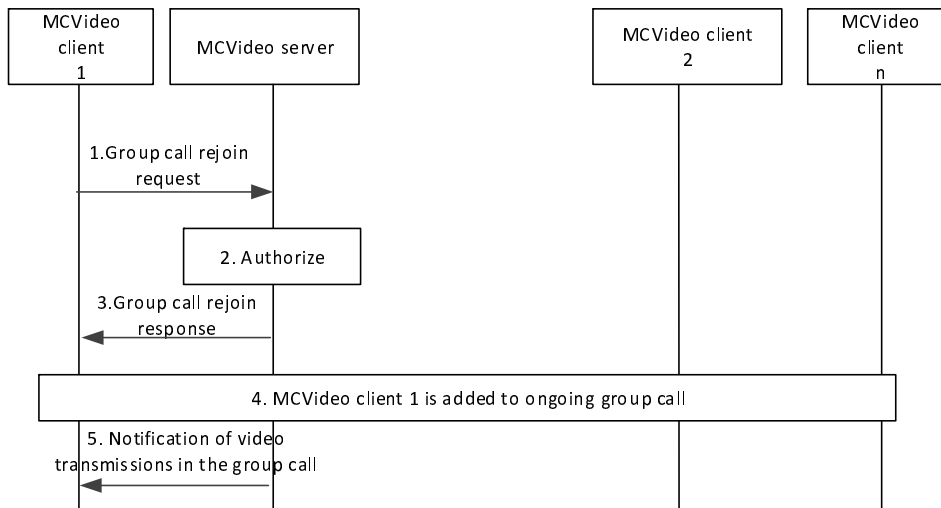 MCVideo
client
1
MCVideo server
MCVideo client
2
MCVideo
client
n
1.Group call rejoin
request
2. Authorize
3.Group call rejoin
response
4. MCVideo client 1 is added to ongoing group call
5. Notification of video
transmissions in the group call